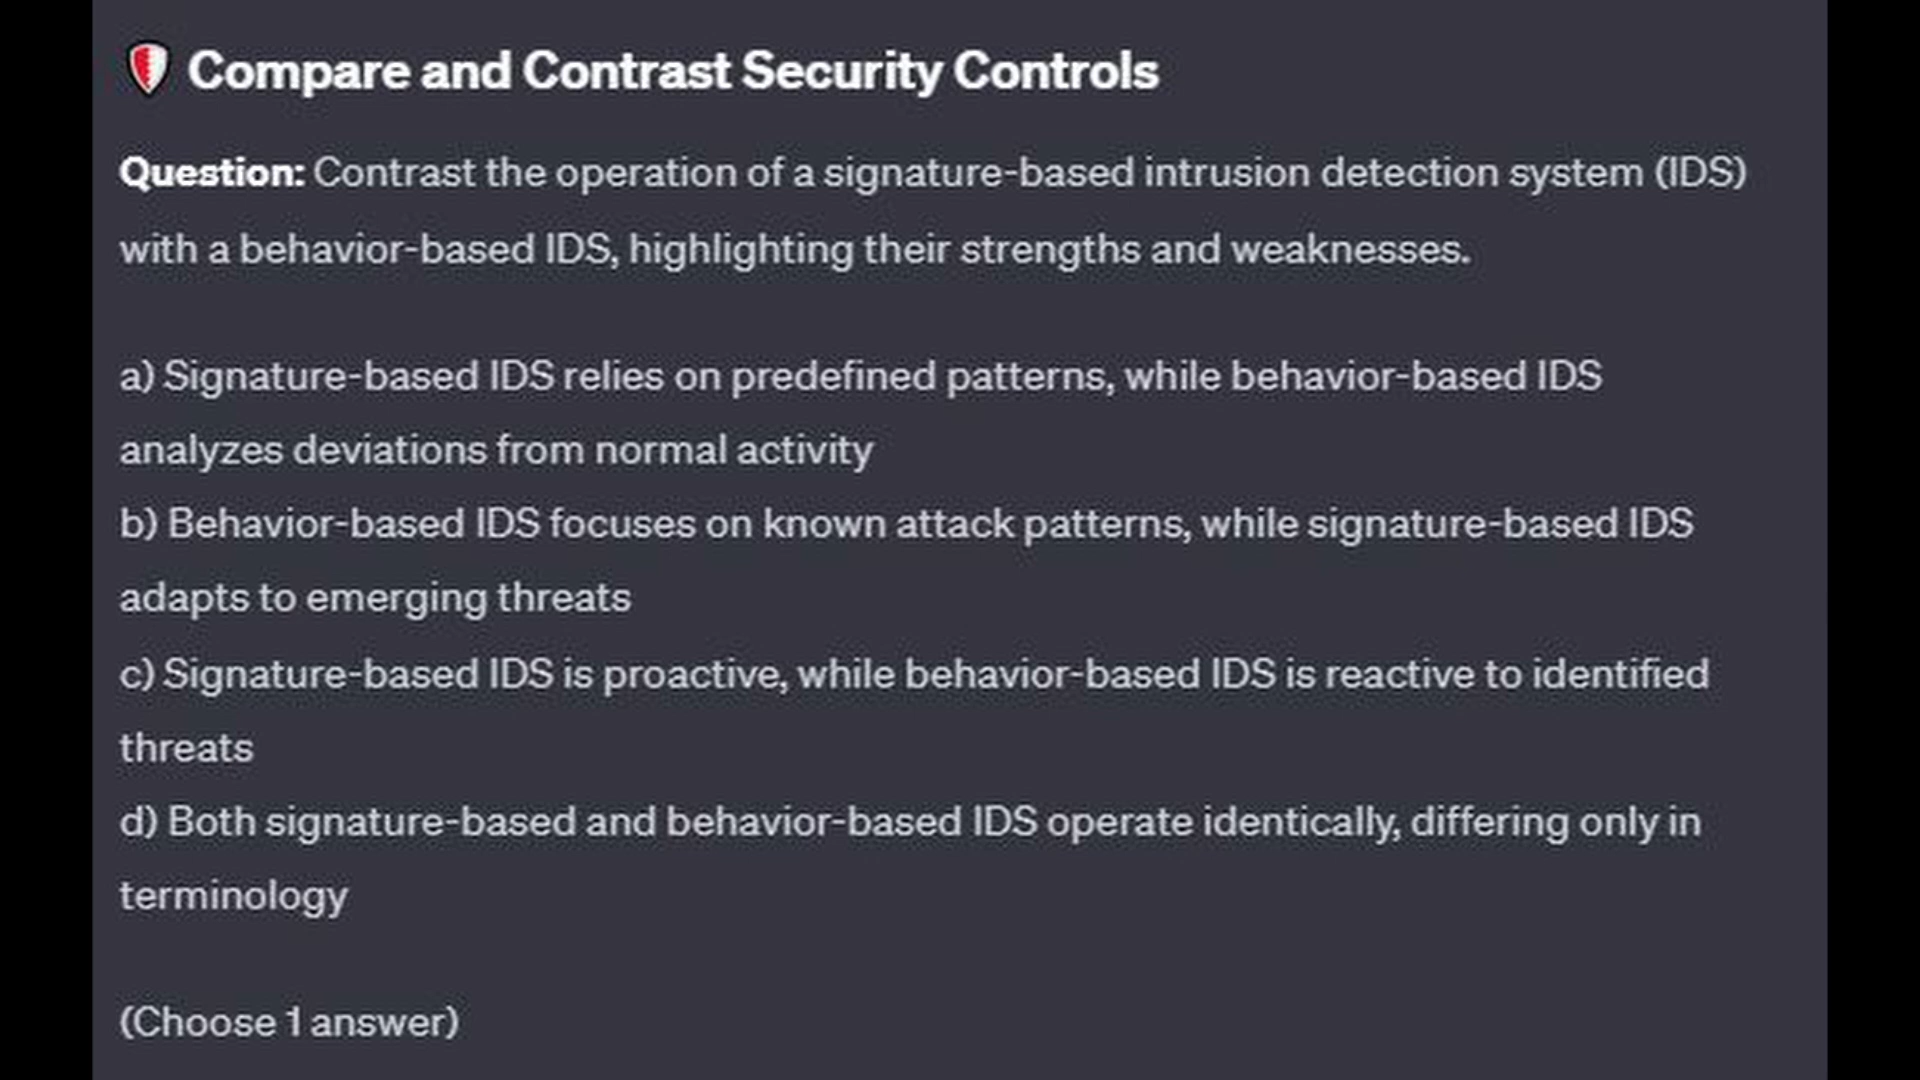 Compare and Contrast Security Controls
Question: Contrast the operation of a signature-based intrusion detection system (IDS)
with a behavior-based IDS, highlighting their strengths and weaknesses.
a) Signature-based IDS relies on predefined patterns, while behavior-based IDS
analyzes deviations from normal activity
b) Behavior-based IDS focuses on known attack patterns, while signature-based IDS
adapts to emerging threats
c) Signature-based IDS is proactive, while behavior-based IDS is reactive to identified
threats
d) Both signature-based and behavior-based IDS operate identically, differing only in
terminology
(Choose 1 answer)